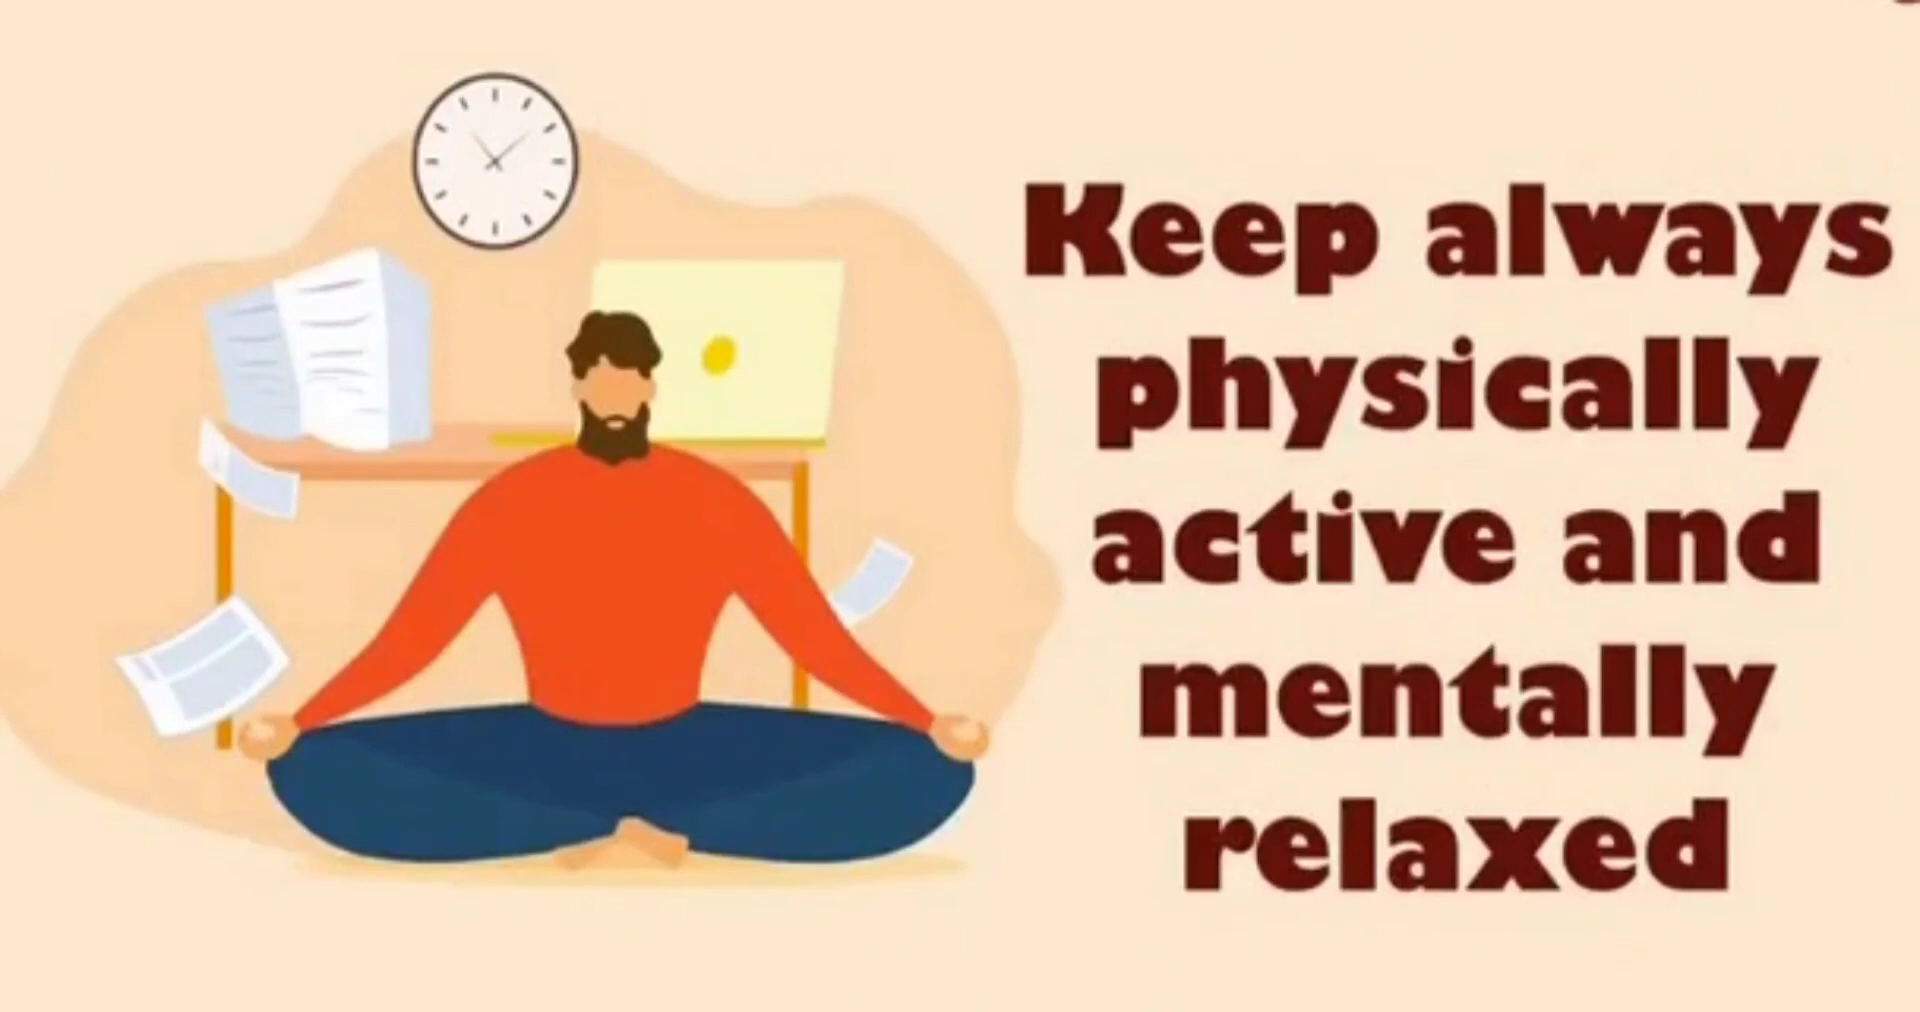 Keep always
physically
active and
mentally
relaxed